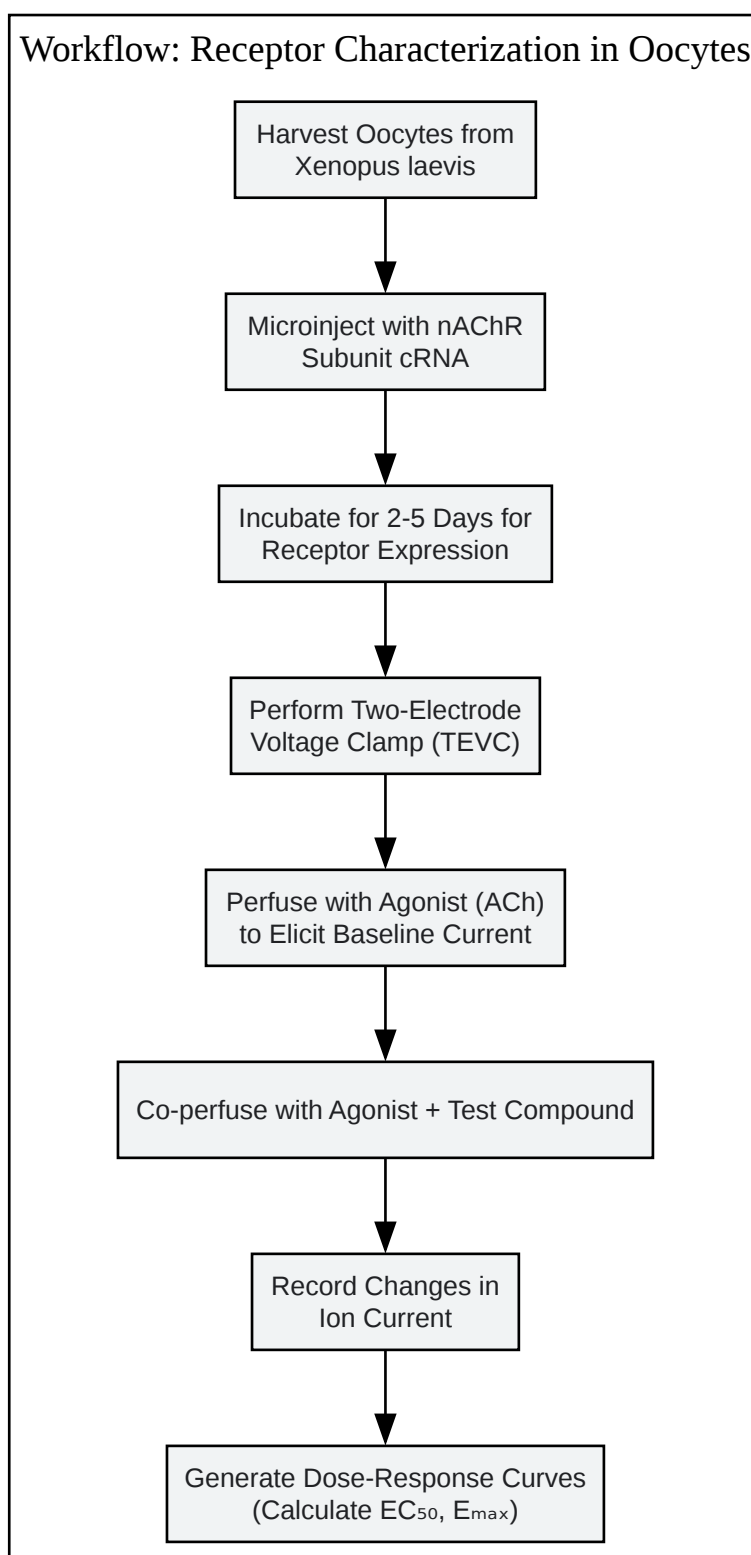 Workflow: Receptor Characterization in Oocytes
Harvest Oocytes from
Xenopus laevis
Microinject with nAChR
Subunit cRNA
Incubate for 2-5 Days for
Receptor Expression
Perform Two-Electrode
Voltage Clamp (TEVC)
Perfuse with Agonist (ACh)
to Elicit Baseline Current
Co-perfuse with Agonist + Test Compound
Record Changes in
Ion Current
Generate Dose-Response Curves
(Calculate EC₅₀, Eₘₐₓ)